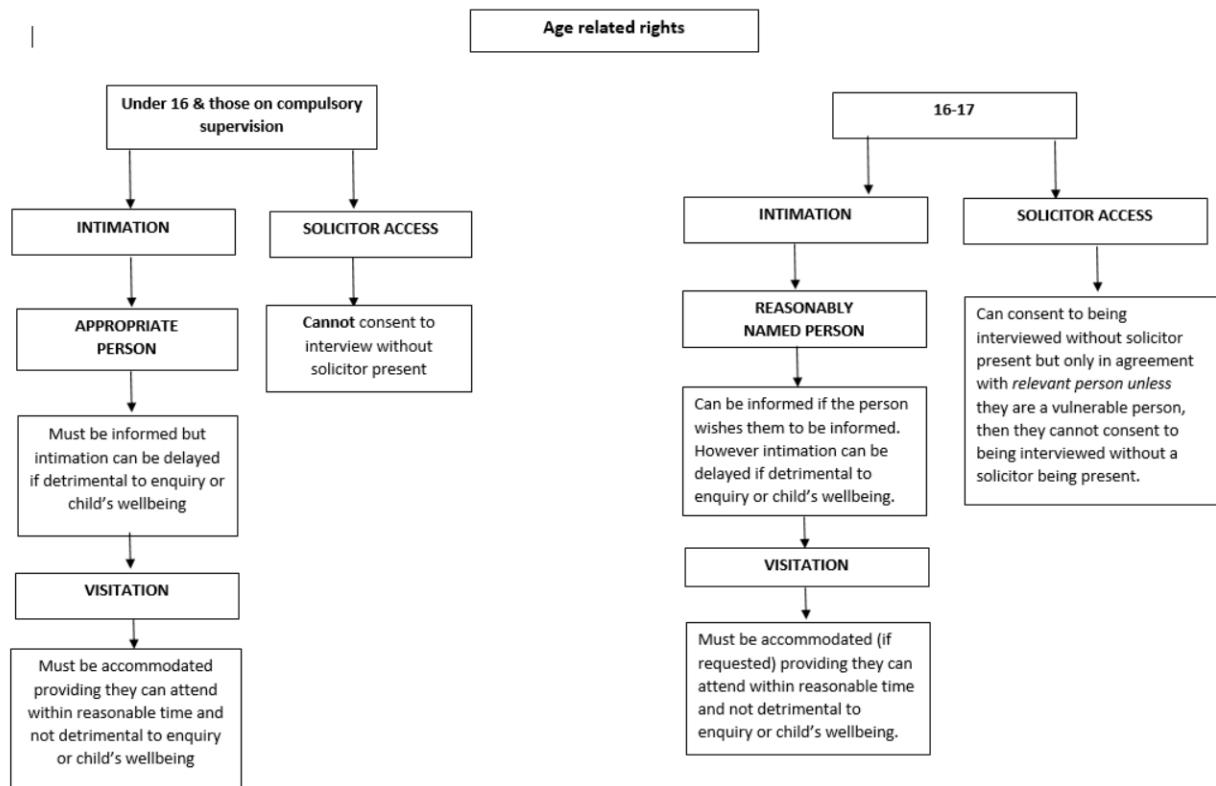 Age related rights
Under 16 & those on compulsory
supervision
INTIMATION
APPROPRIATE
PERSON
Must be informed but
intimation can be delayed
if detrimental to enquiry or
child's wellbeing
VISITATION
Must be accommodated
providing they can attend
within reasonable time and
not detrimental to enquiry
or child's wellbeing
SOLICITOR ACCESS
Cannot consent to
interview without
solicitor present
16-17
INTIMATION
REASONABLY
NAMED PERSON
Can be informed if the person
wishes them to be informed.
However intimation can be
delayed if detrimental to
enquiry or child's wellbeing.
VISITATION
Must be accommodated (if
requested) providing they can
attend within reasonable time
and not detrimental to
enquiry or child's wellbeing.
SOLICITOR ACCESS
Can consent to being
interviewed without solicitor
present but only in agreement
with relevant person unless
they are a vulnerable person,
then they cannot consent to
being interviewed without a
solicitor being present.